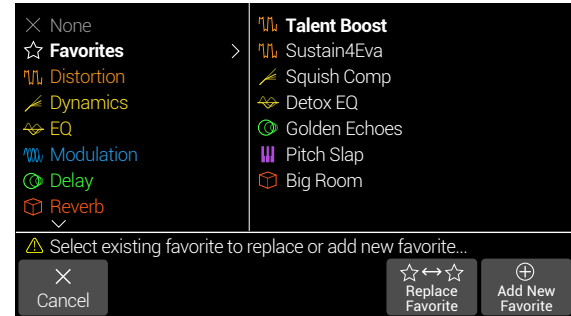 None
Favorites
Distortion
Dynamics
EQ
Modulation
Delay
Reverb
Talent Boost
Sustain4Eva
Squish Comp
Detox EQ
Golden Echoes
Pitch Slap
Big Room
Select existing favorite to replace or add new favorite...
Cancel
Replace
Favorite
Add New
Favorite